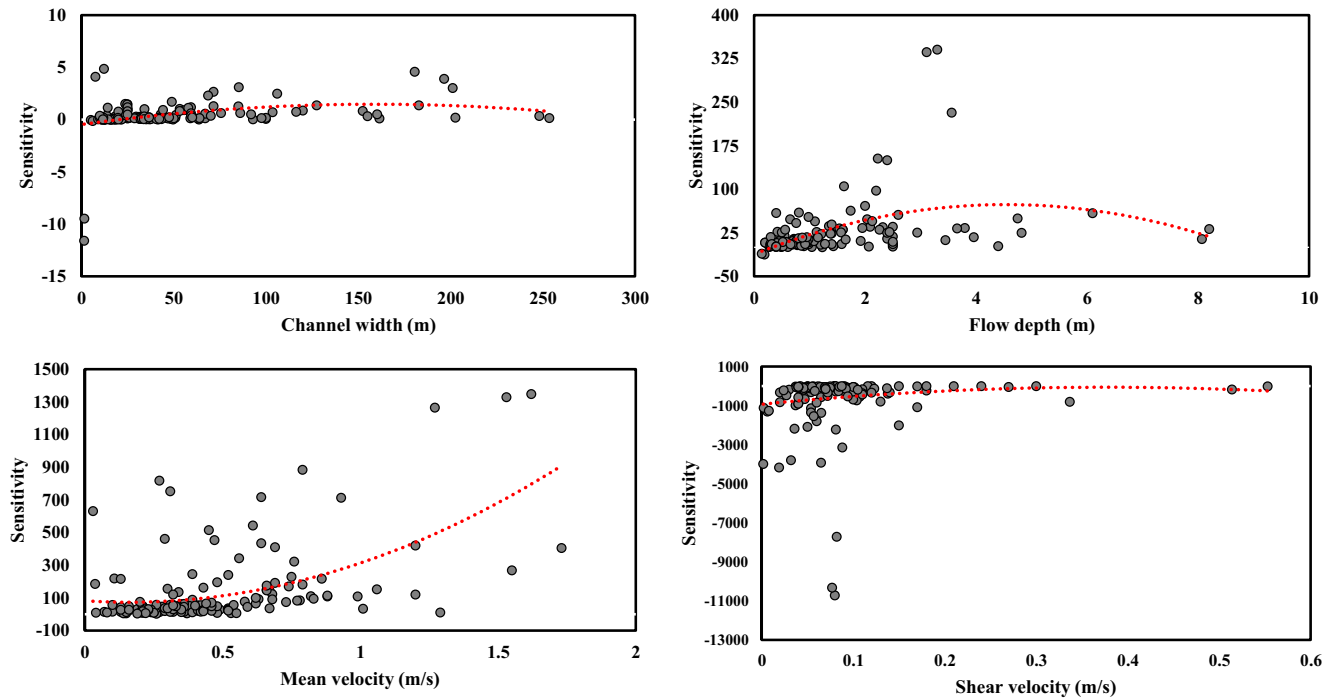 10
5
0
-5
-10
-15
Sensitivity
0 50 100 150 200 250 300
Channel width (m)
400
325
250
175
100
25
-50
Sensitivity
0 2 4 6 8 10
Flow depth (m)
1500
1300
1100
900
700
500
300
100
-100
Sensitivity
0 0.5 1 1.5 2
Mean velocity (m/s)
1000
-1000
-3000
-5000
-7000
-9000
-11000
-13000
Sensitivity
0 0.1 0.2 0.3 0.4 0.5 0.6
Shear velocity (m/s)